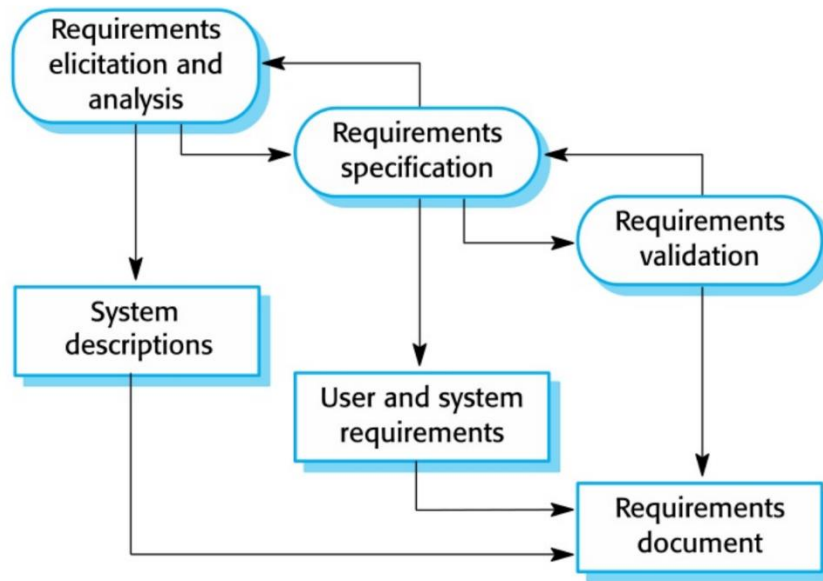 Requirements
elicitation and
analysis
Requirements
specification
Requirements
validation
System
descriptions
User and system
requirements
Requirements
document